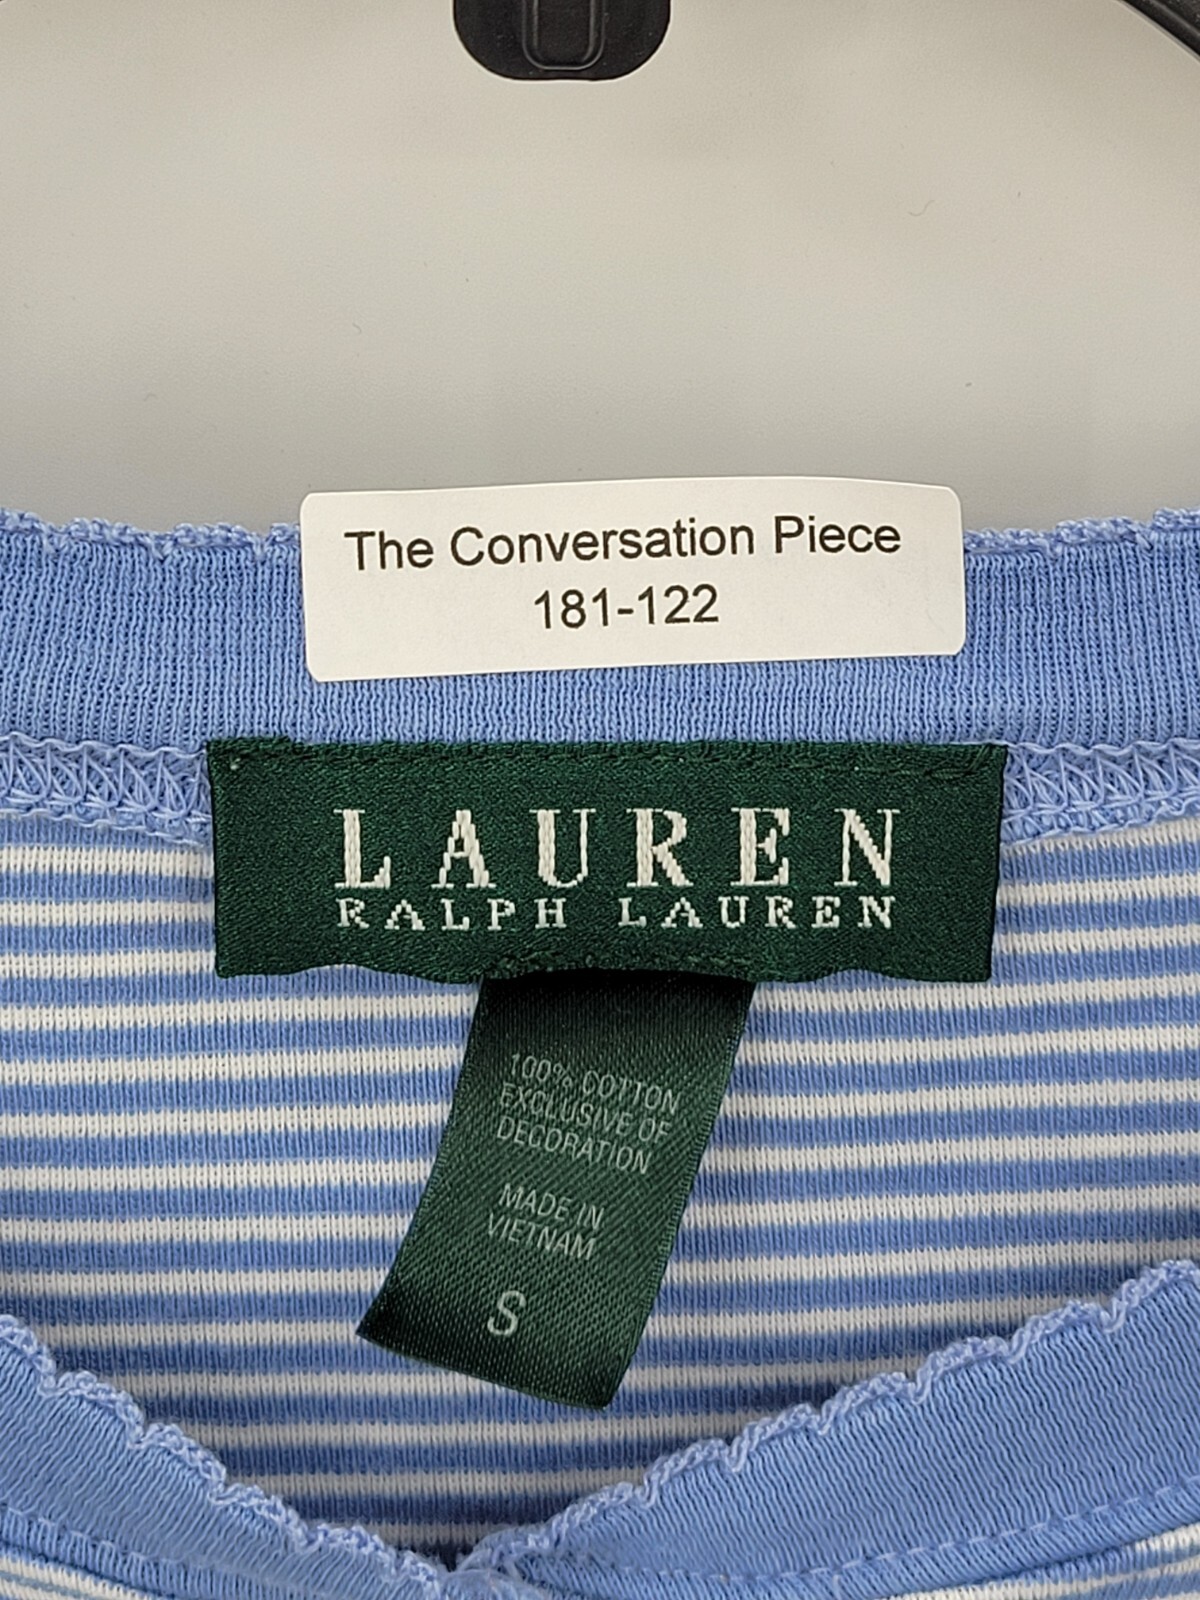 The Conversation Piece
181-122
LAUREN
RALPH LAUREN
100% COTTON
EXCLUSIVE OF
DECORATION
MADE IN
VIETNAM
S